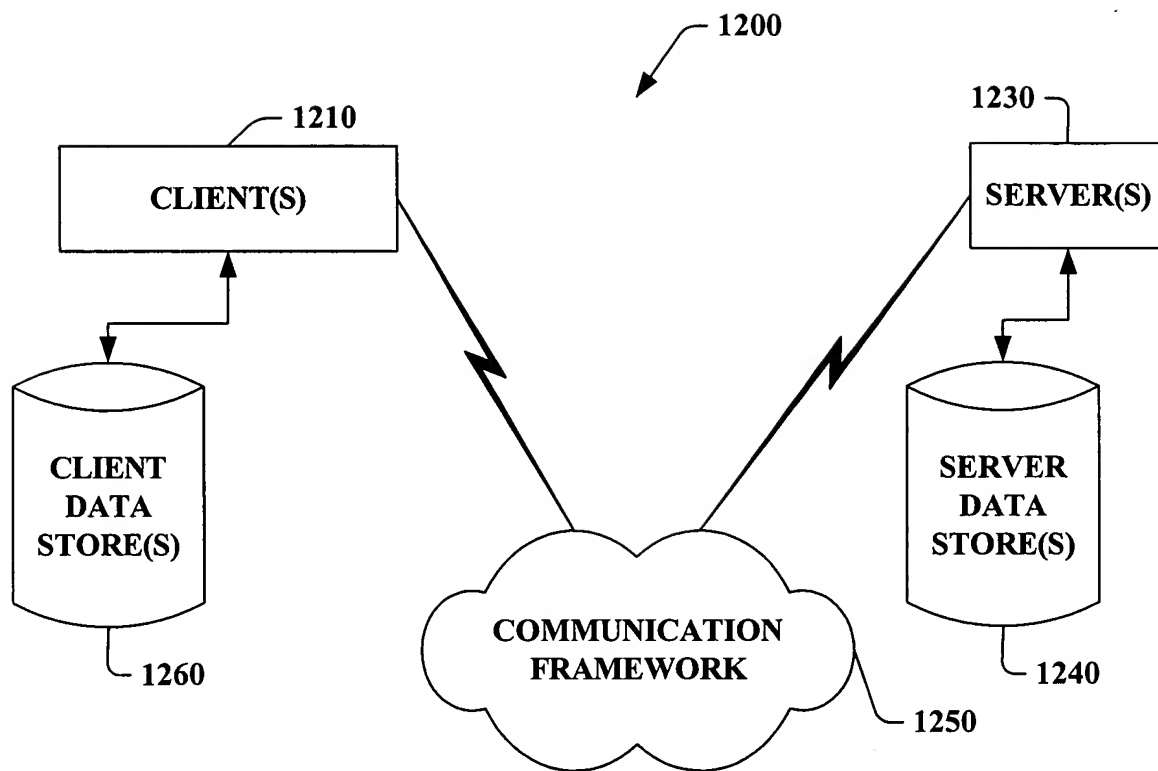 1200
1210
1230
CLIENT(S)
SERVER(S)
CLIENT
DATA
STORE(S)
SERVER
DATA
STORE(S)
COMMUNICATION
FRAMEWORK
1260
1240
1250